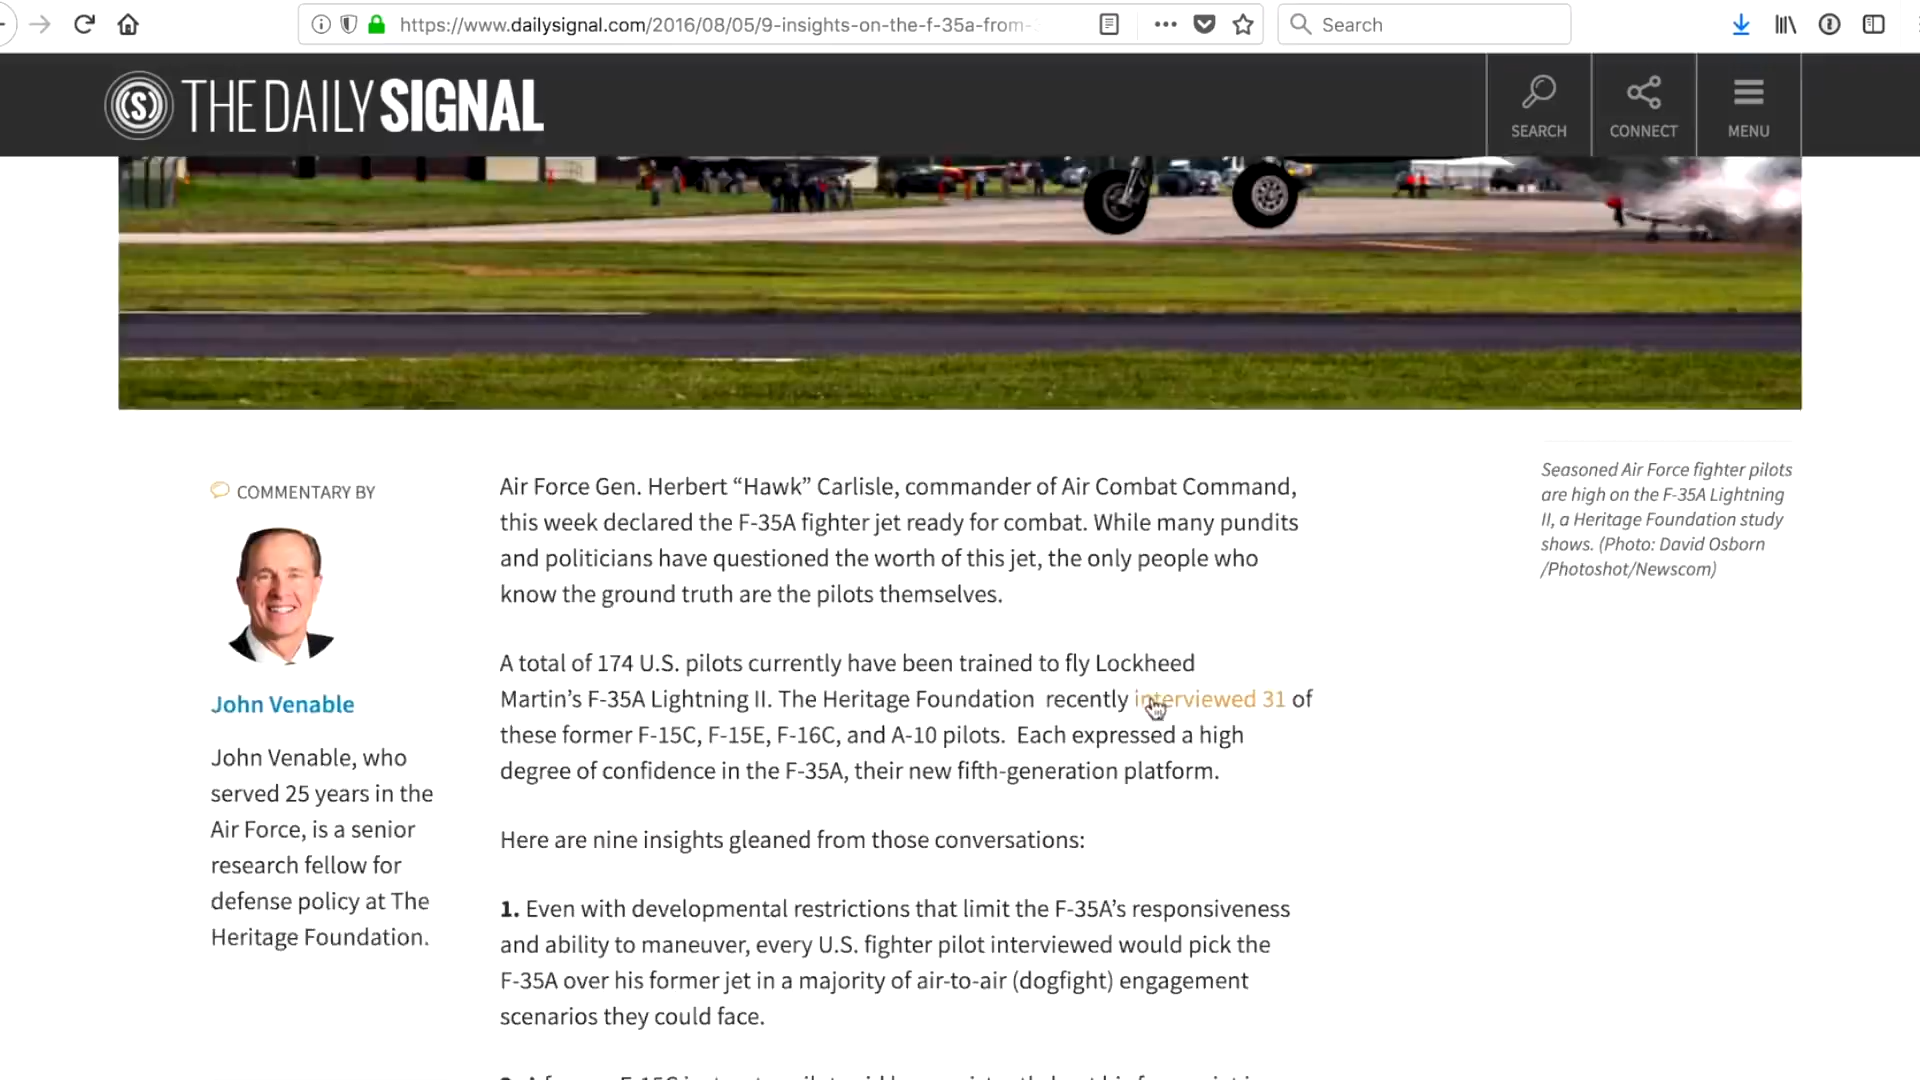 https://www.dailysignal.com/2016/08/05/9-insights-on-the-f-35a-from-
Search
THE DAILY SIGNAL
SEARCH
CONNECT
MENU
COMMENTARY BY
John Venable
John Venable, who
served 25 years in the
Air Force, is a senior
research fellow for
defense policy at The
Heritage Foundation.
Air Force Gen. Herbert “Hawk” Carlisle, commander of Air Combat Command,
this week declared the F-35A fighter jet ready for combat. While many pundits
and politicians have questioned the worth of this jet, the only people who
know the ground truth are the pilots themselves.
A total of 174 U.S. pilots currently have been trained to fly Lockheed
Martin’s F-35A Lightning II. The Heritage Foundation recently interviewed 31 of
these former F-15C, F-15E, F-16C, and A-10 pilots. Each expressed a high
degree of confidence in the F-35A, their new fifth-generation platform.
Here are nine insights gleaned from those conversations:
1. Even with developmental restrictions that limit the F-35A’s responsiveness
and ability to maneuver, every U.S. fighter pilot interviewed would pick the
F-35A over his former jet in a majority of air-to-air (dogfight) engagement
scenarios they could face.
Seasoned Air Force fighter pilots
are high on the F-35A Lightning
II, a Heritage Foundation study
shows. (Photo: David Osborn
/Photoshot/Newscom)